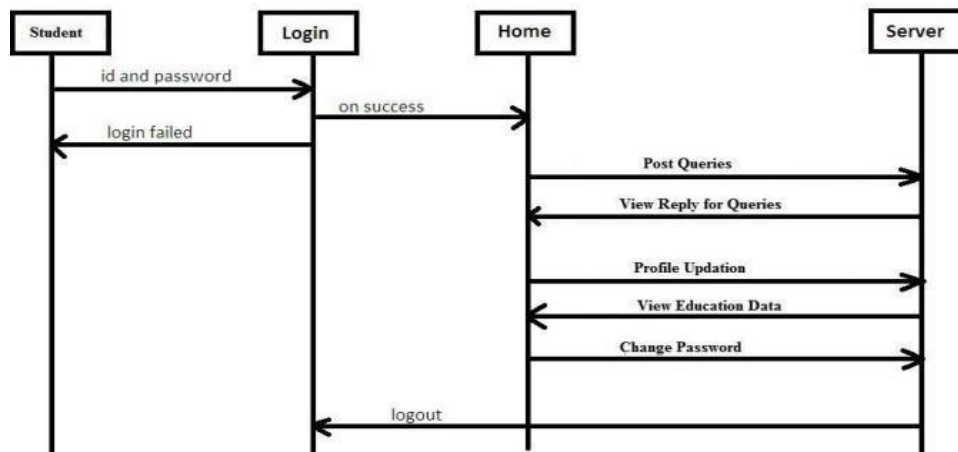 Student
Login
Home
Server
id and password
on success
login failed
Post Queries
View Reply for Queries
Profile Updation
View Education Data
Change Password
logout